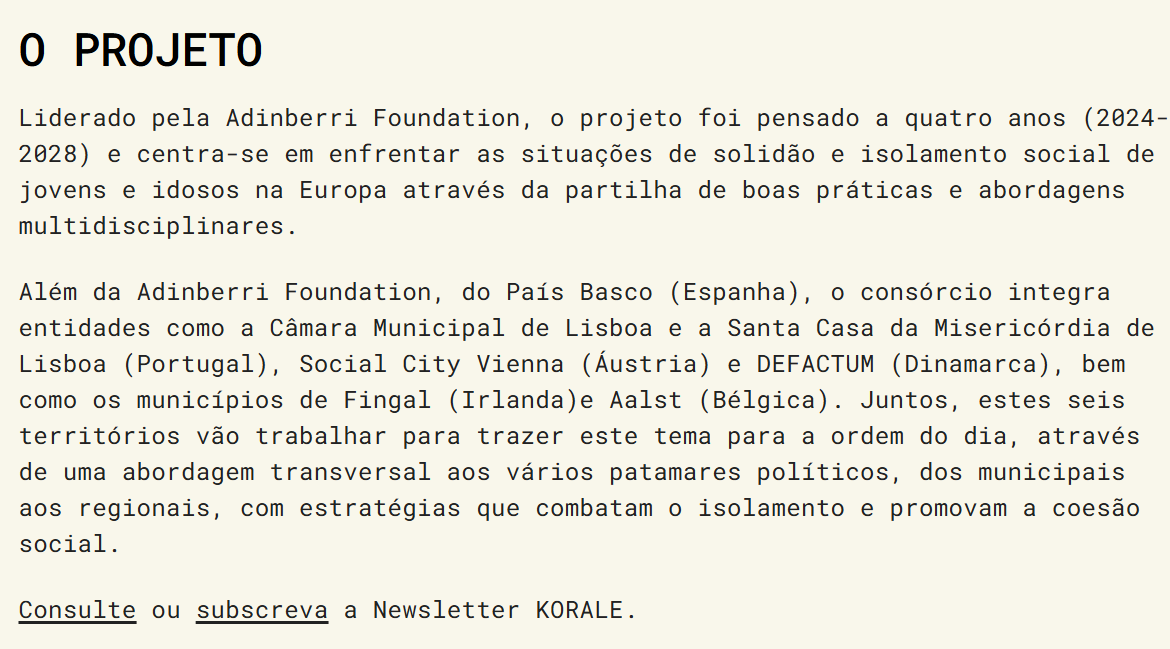 O PROJETO
Liderado pela Adinberri Foundation, o projeto foi pensado a quatro anos (2024-
2028) e centra-se em enfrentar as situações de solidão e isolamento social de
jovens e idosos na Europa através da partilha de boas práticas e abordagens
multidisciplinares.
Além da Adinberri Foundation, do País Basco (Espanha), o consórcio integra
entidades como a Câmara Municipal de Lisboa e a Santa Casa da Misericórdia de
Lisboa (Portugal), Social City Vienna (Áustria) e DEFACTUM (Dinamarca), bem
como os municípios de Fingal (Irlanda)e Aalst (Bélgica). Juntos, estes seis
territórios vão trabalhar para trazer este tema para a ordem do dia, através
de uma abordagem transversal aos vários patamares políticos, dos municipais
aos regionais, com estratégias que combatam o isolamento e promovam a coesão
social.
Consulte ou subscreva a Newsletter KORALE.